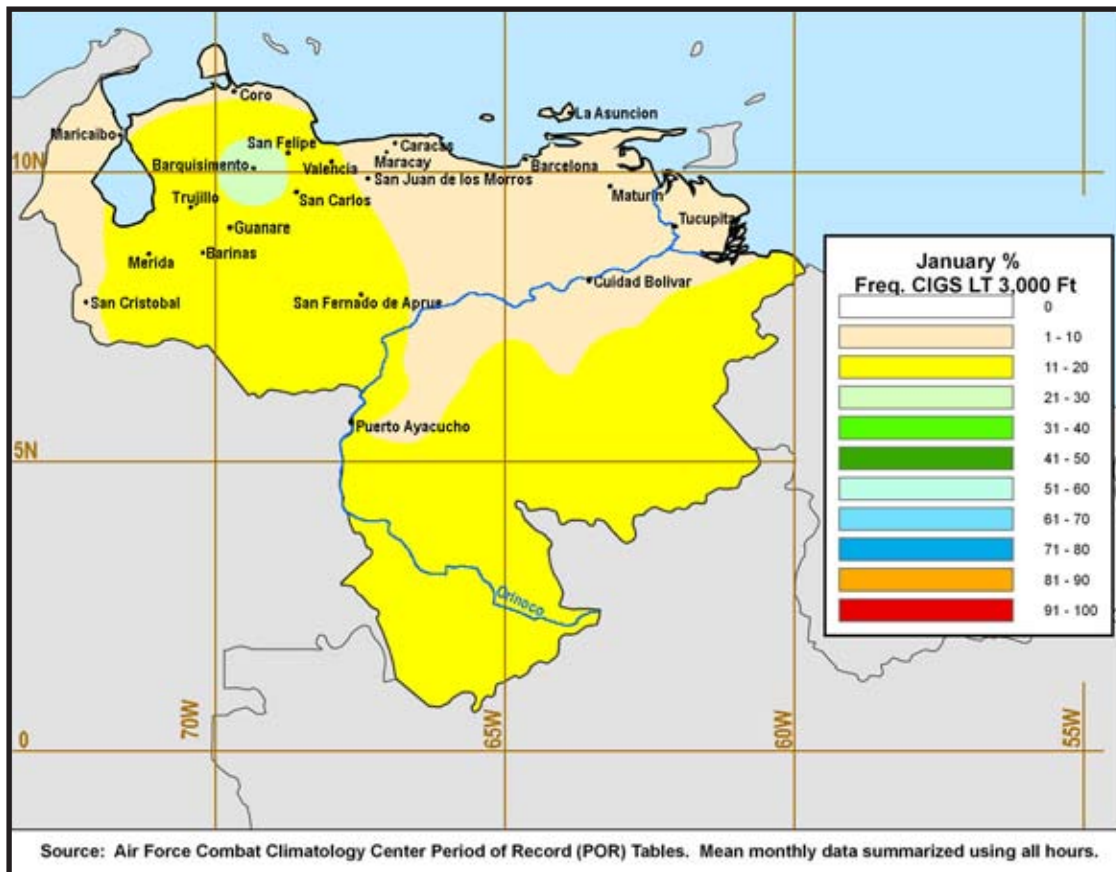 Coro
La Asuncion
Maricaibo
San Felipe
Caracas
10N
Barquisimento
Valencia
Maracay
Barcelona
San Juan de los Morros
Trujillo
San Carlos
Maturin
Tucupita
Guanare
Merida
Barinas
San Cristobal
San Fernado de Aprue
Cuidad Bolivar
January %
Freq. CIGS LT 3,000 Ft
0
1 - 10
11 - 20
21 - 30
31 - 40
41 - 50
51 - 60
61 - 70
71 - 80
81 - 90
91 - 100
Puerto Ayacucho
5N
Orinoco
70W
65W
60W
55W
0
Source: Air Force Combat Climatology Center Period of Record (POR) Tables. Mean monthly data summarized using all hours.